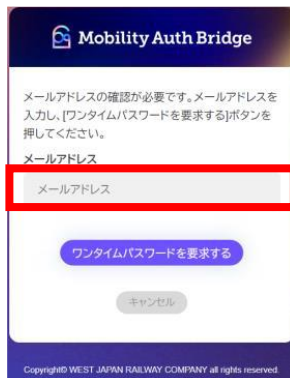 Mobility Auth Bridge
メールアドレスの確認が必要です。メールアドレスを
入力し、[ワンタイムパスワードを要求する]ボタンを
押してください。
メールアドレス
メールアドレス
ワンタイムパスワードを要求する
キャンセル
Copyright© WEST JAPAN RAILWAY COMPANY all rights reserved.